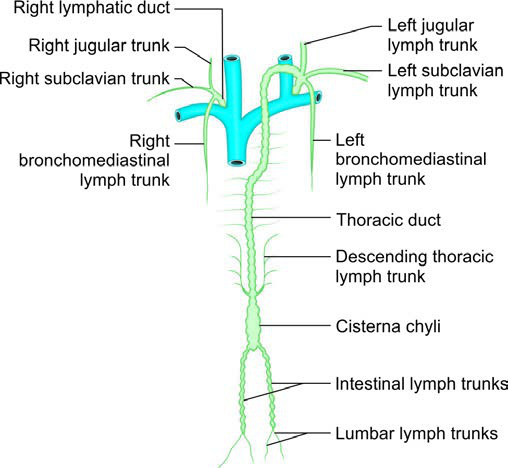 Right lymphatic duct
Right jugular trunk
Right subclavian trunk
Right
bronchomediastinal
lymph trunk
Left jugular
lymph trunk
Left subclavian
lymph trunk
Left
bronchomediastinal
lymph trunk
Thoracic duct
Descending thoracic
lymph trunk
Cisterna chyli
Intestinal lymph trunks
Lumbar lymph trunks